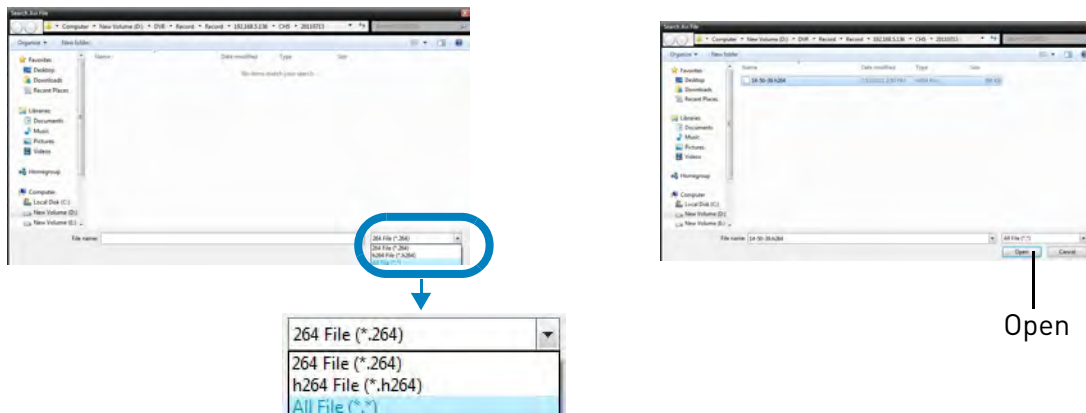 Search Avi File
Computer ▸ New Volume (D:) ▸ DVR ▸ Record ▸ Record ▸ 192.168.5.136 ▸ CH5 ▸ 20110713
Organize New folder
Name Date modified Type Size
No items match your search.
Favorites
Desktop
Downloads
Recent Places
Libraries
Documents
Music
Pictures
Videos
Homegroup
Computer
Local Disk (C:)
New Volume (D:)
New Volume (E:)
File name:
264 File (*.264)
264 File (*.264)
h264 File (*.h264)
All File (*.*)
264 File (*.264)
264 File (*.264)
h264 File (*.h264)
All File (*.*)
Search Avi File
Computer ▸ New Volume (D:) ▸ DVR ▸ Record ▸ Record ▸ 192.168.5.136 ▸ CH5 ▸ 20110713
Organize New folder
Name Date modified Type Size
14-50-39.h264
Favorites
Desktop
Downloads
Recent Places
Libraries
Documents
Music
Pictures
Videos
Homegroup
Computer
Local Disk (C:)
New Volume (D:)
New Volume (E:)
File name: 14-50-39.h264
All File (*.*)
Open Cancel
Open